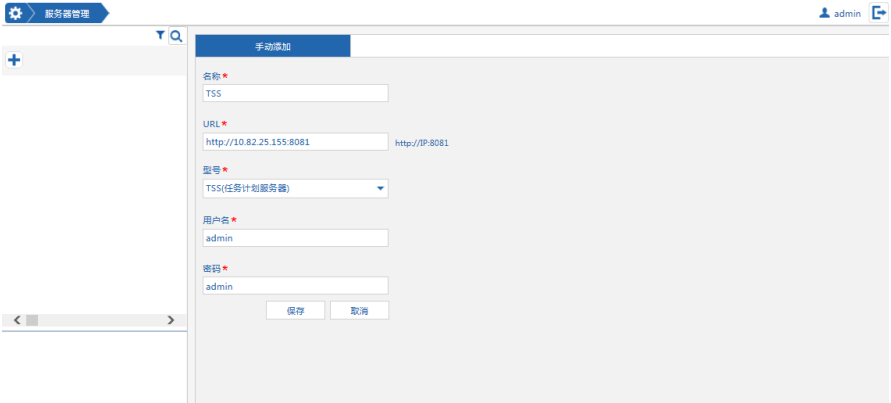 服务器管理
admin
手动添加
名称*
TSS
URL*
http://10.82.25.155:8081
http://IP:8081
型号*
TSS(任务计划服务器)
用户名*
admin
密码*
admin
保存
取消